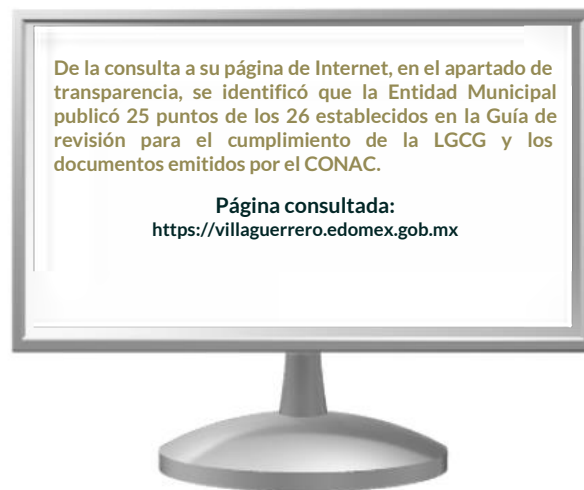 De la consulta a su página de Internet, en el apartado de
transparencia, se identificó que la Entidad Municipal
publicó 25 puntos de los 26 establecidos en la Guía de
revisión para el cumplimiento de la LGCG y los
documentos emitidos por el CONAC.
Página consultada:
https://villaguerrero.edomex.gob.mx